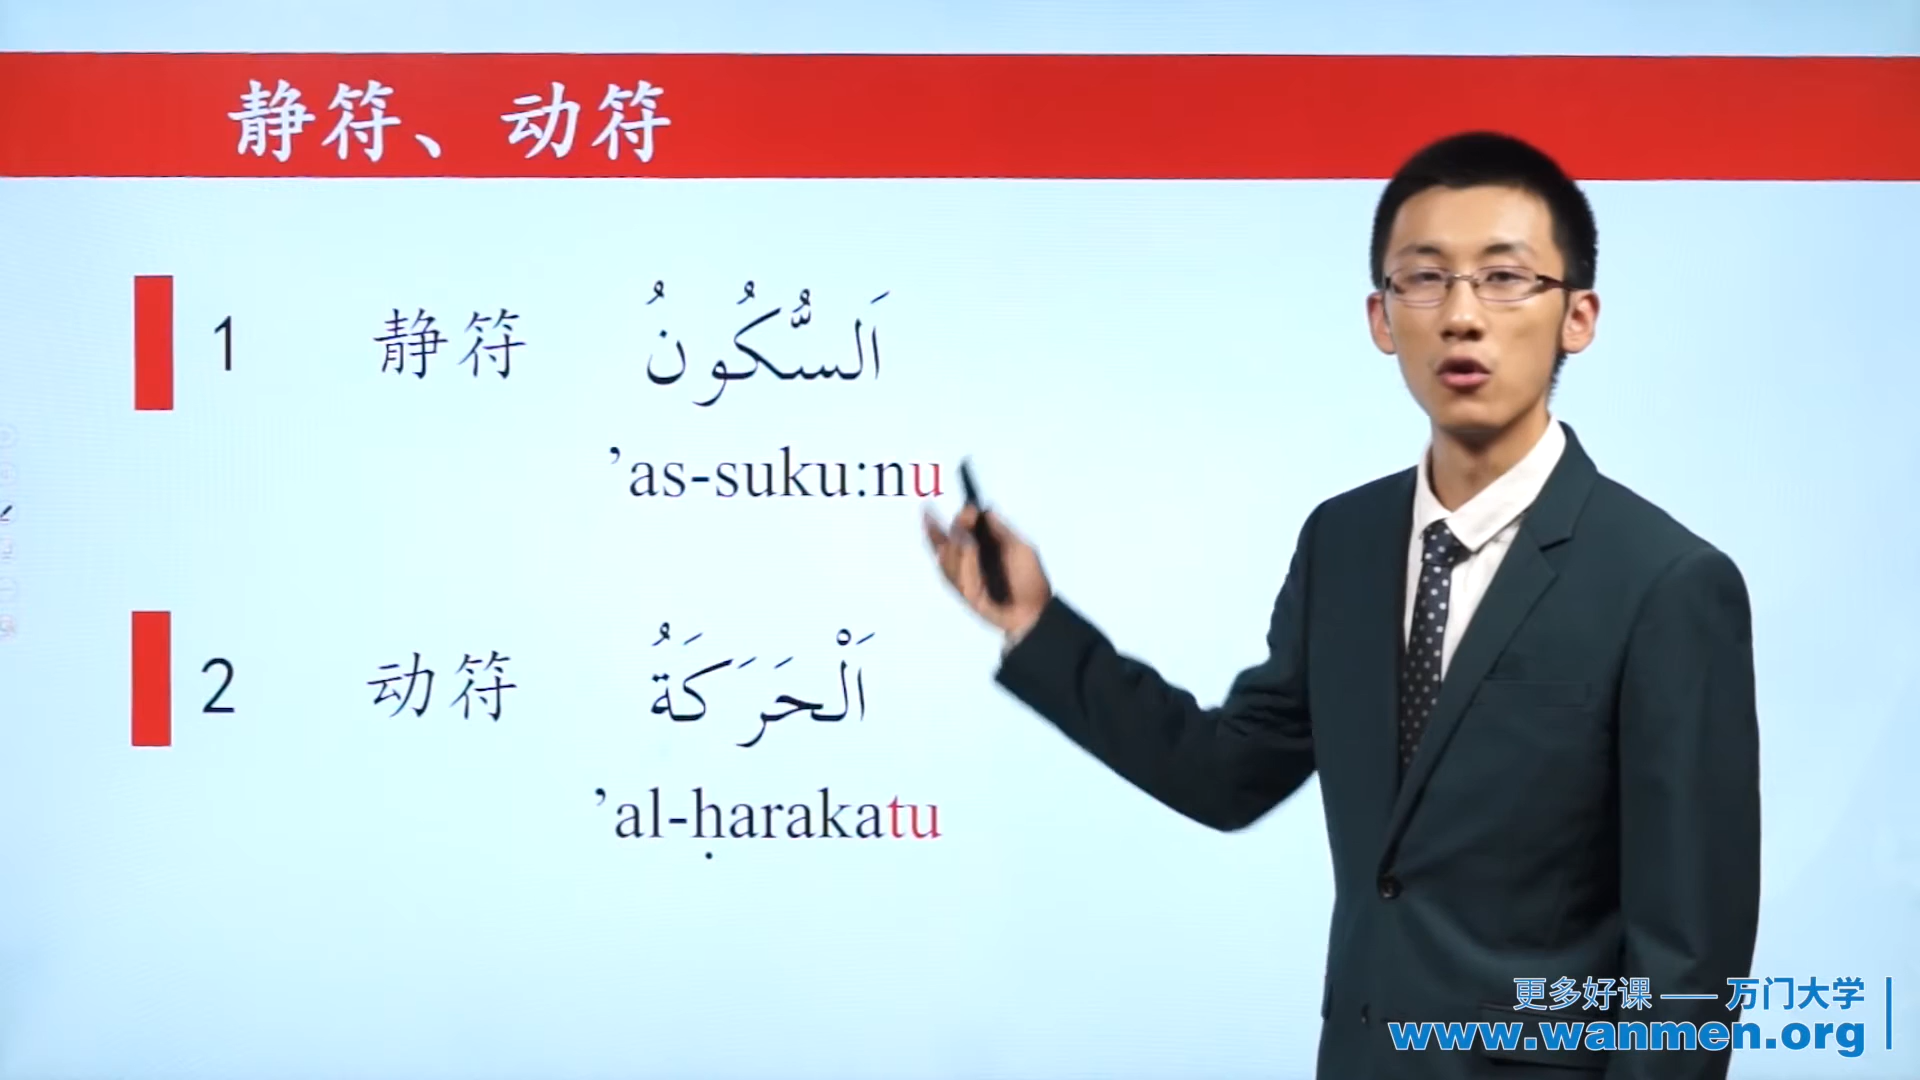 静符、动符
1 静符 اَلسُّكُونُ
’as-suku:nu
2 动符 اَلْحَرَكَةُ
’al-ḥarakatu
更多好课 —— 万门大学
www.wanmen.org